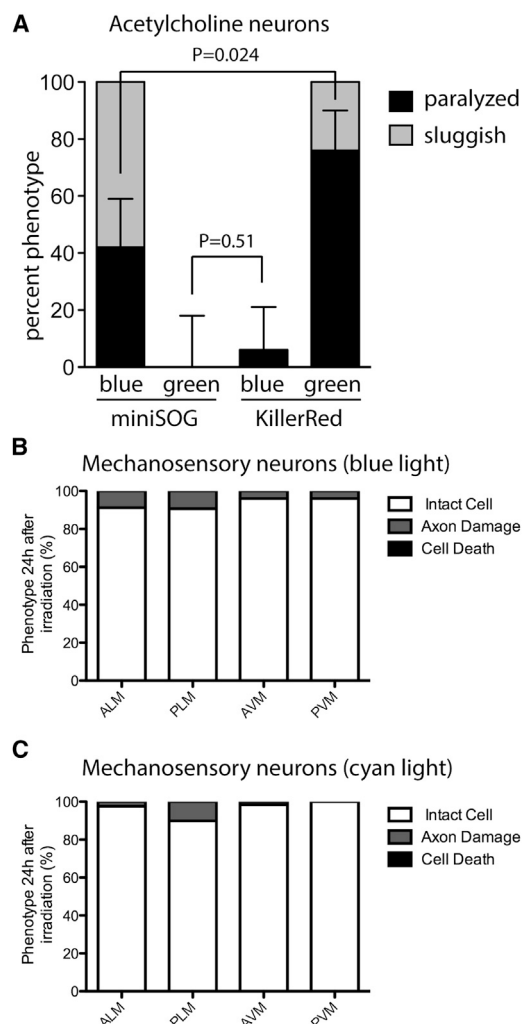 A
Acetylcholine neurons
P=0.024
100
80
60
40
20
0
percent phenotype
P=0.51
paralyzed
sluggish
blue green blue green
miniSOG KillerRed
B
Mechanosensory neurons (blue light)
100
80
60
40
20
0
Phenotype 24h after
irradiation (%)
Intact Cell
Axon Damage
Cell Death
ALM PLM AVM PVM
C
Mechanosensory neurons (cyan light)
100
80
60
40
20
0
Phenotype 24h after
irradiation (%)
Intact Cell
Axon Damage
Cell Death
ALM PLM AVM PVM